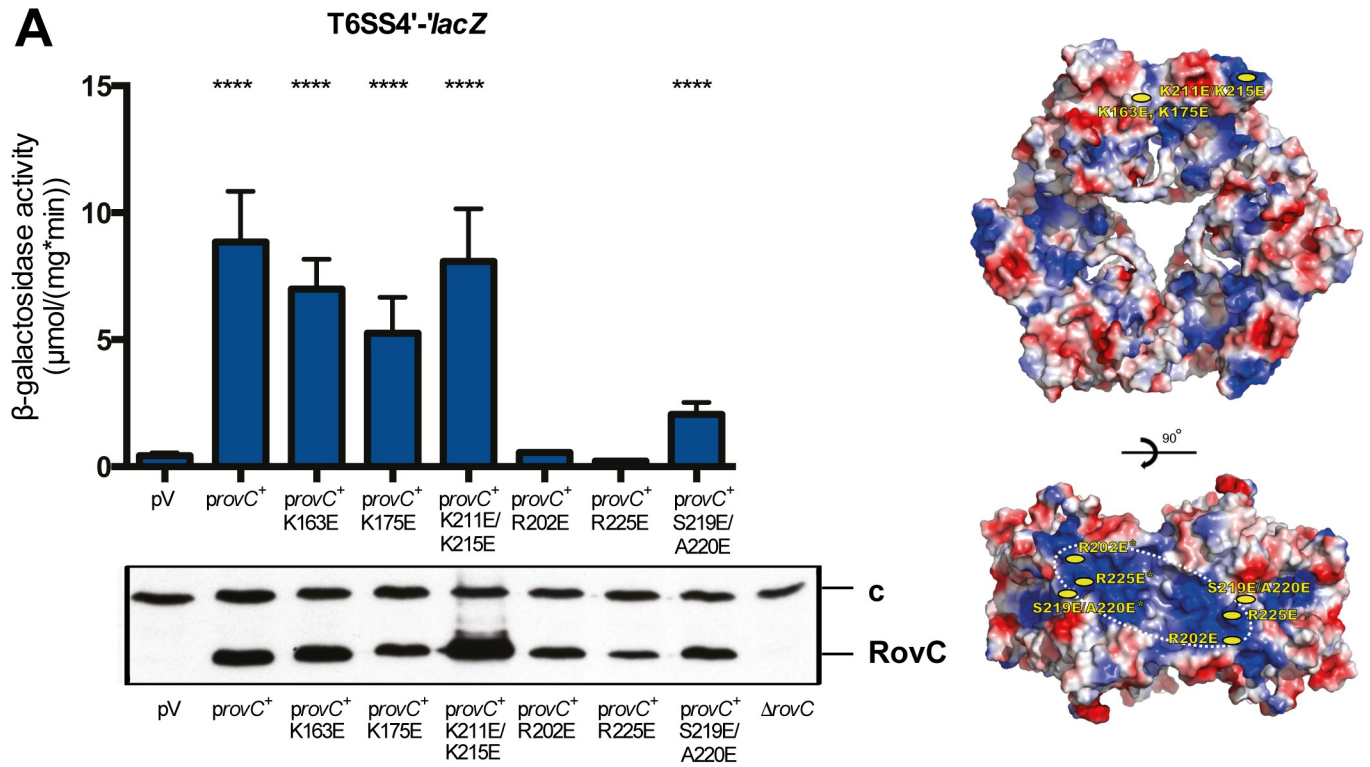 A
T6SS4'-'lacZ
β-galactosidase activity
(µmol/(mg*min))
15
10
5
0
**** **** **** **** ****
pV
provC+
provC+
K163E
provC+
K175E
provC+
K211E/
K215E
provC+
R202E
provC+
R225E
provC+
S219E/
A220E
c
RovC
pV
provC+
provC+
K163E
provC+
K175E
provC+
K211E/
K215E
provC+
R202E
provC+
R225E
provC+
S219E/
A220E
ΔrovC
K211E/K215E
K163E, K175E
90°
R202E*
R225E*
S219E/A220E*
S219E/A220E
R225E
R202E